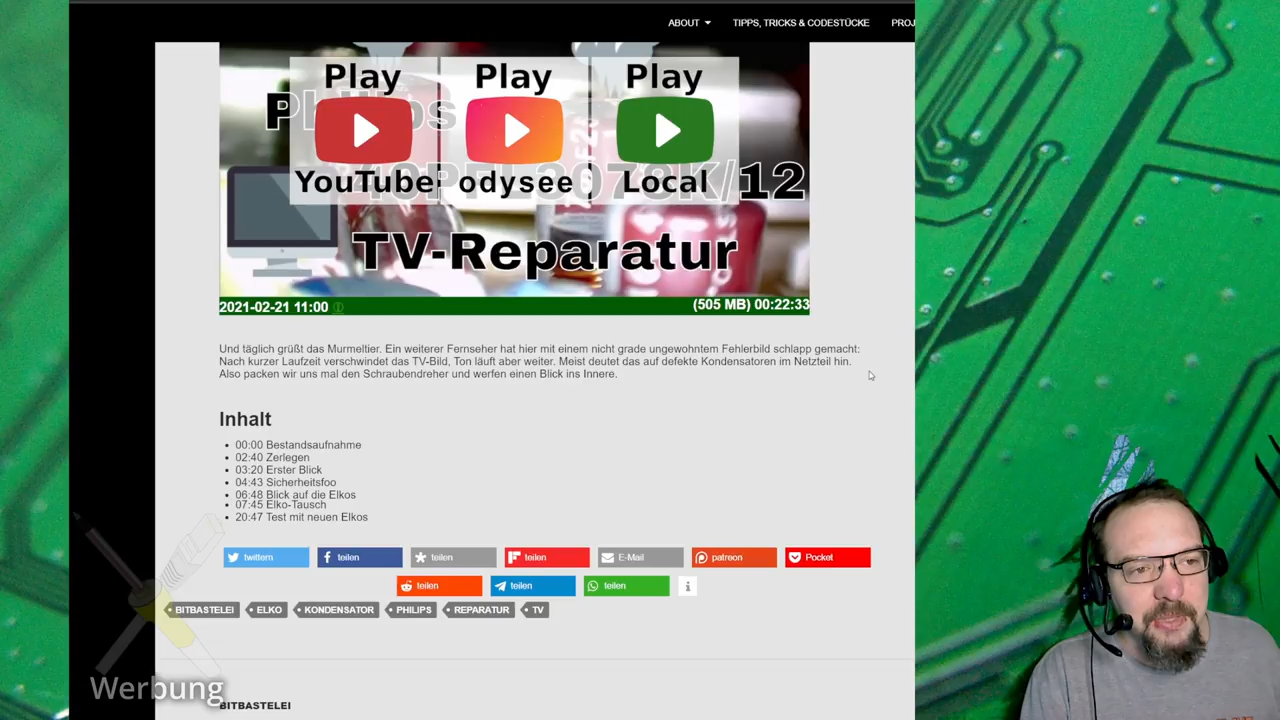 ABOUT TIPPS, TRICKS & CODESTÜCKE PROJ
Play Play Play
Philips
YouTube odysee Local
/12
TV-Reparatur
2021-02-21 11:00 (505 MB) 00:22:33
Und täglich grüßt das Murmeltier. Ein weiterer Fernseher hat hier mit einem nicht grade ungewohntem Fehlerbild schlapp gemacht:
Nach kurzer Laufzeit verschwindet das TV-Bild, Ton läuft aber weiter. Meist deutet das auf defekte Kondensatoren im Netzteil hin.
Also packen wir uns mal den Schraubendreher und werfen einen Blick ins Innere.
Inhalt
00:00 Bestandsaufnahme
02:40 Zerlegen
03:20 Erster Blick
04:43 Sicherheitsfoo
06:48 Blick auf die Elkos
07:45 Elko-Tausch
20:47 Test mit neuen Elkos
twittern teilen teilen teilen E-Mail patreon Pocket
teilen teilen teilen
BITBASTELEI ELKO KONDENSATOR PHILIPS REPARATUR TV
Werbung
BITBASTELEI